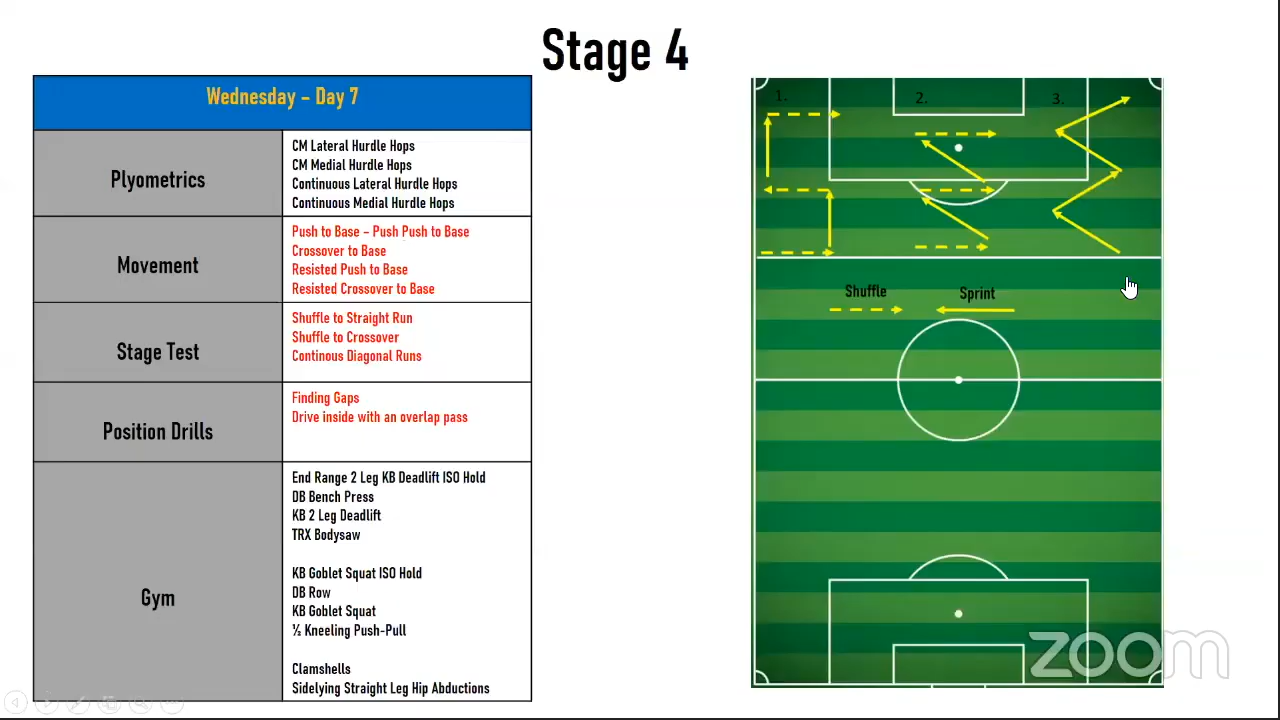 Stage 4
Wednesday - Day 7
Plyometrics
CM Lateral Hurdle Hops
CM Medial Hurdle Hops
Continuous Lateral Hurdle Hops
Continuous Medial Hurdle Hops
Movement
Push to Base - Push Push to Base
Crossover to Base
Resisted Push to Base
Resisted Crossover to Base
Stage Test
Shuffle to Straight Run
Shuffle to Crossover
Continous Diagonal Runs
Position Drills
Finding Gaps
Drive inside with an overlap pass
Gym
End Range 2 Leg KB Deadlift ISO Hold
DB Bench Press
KB 2 Leg Deadlift
TRX Bodysaw
KB Goblet Squat ISO Hold
DB Row
KB Goblet Squat
½ Kneeling Push-Pull
Clamshells
Sidelying Straight Leg Hip Abductions
1. 2. 3.
Shuffle Sprint
zoom